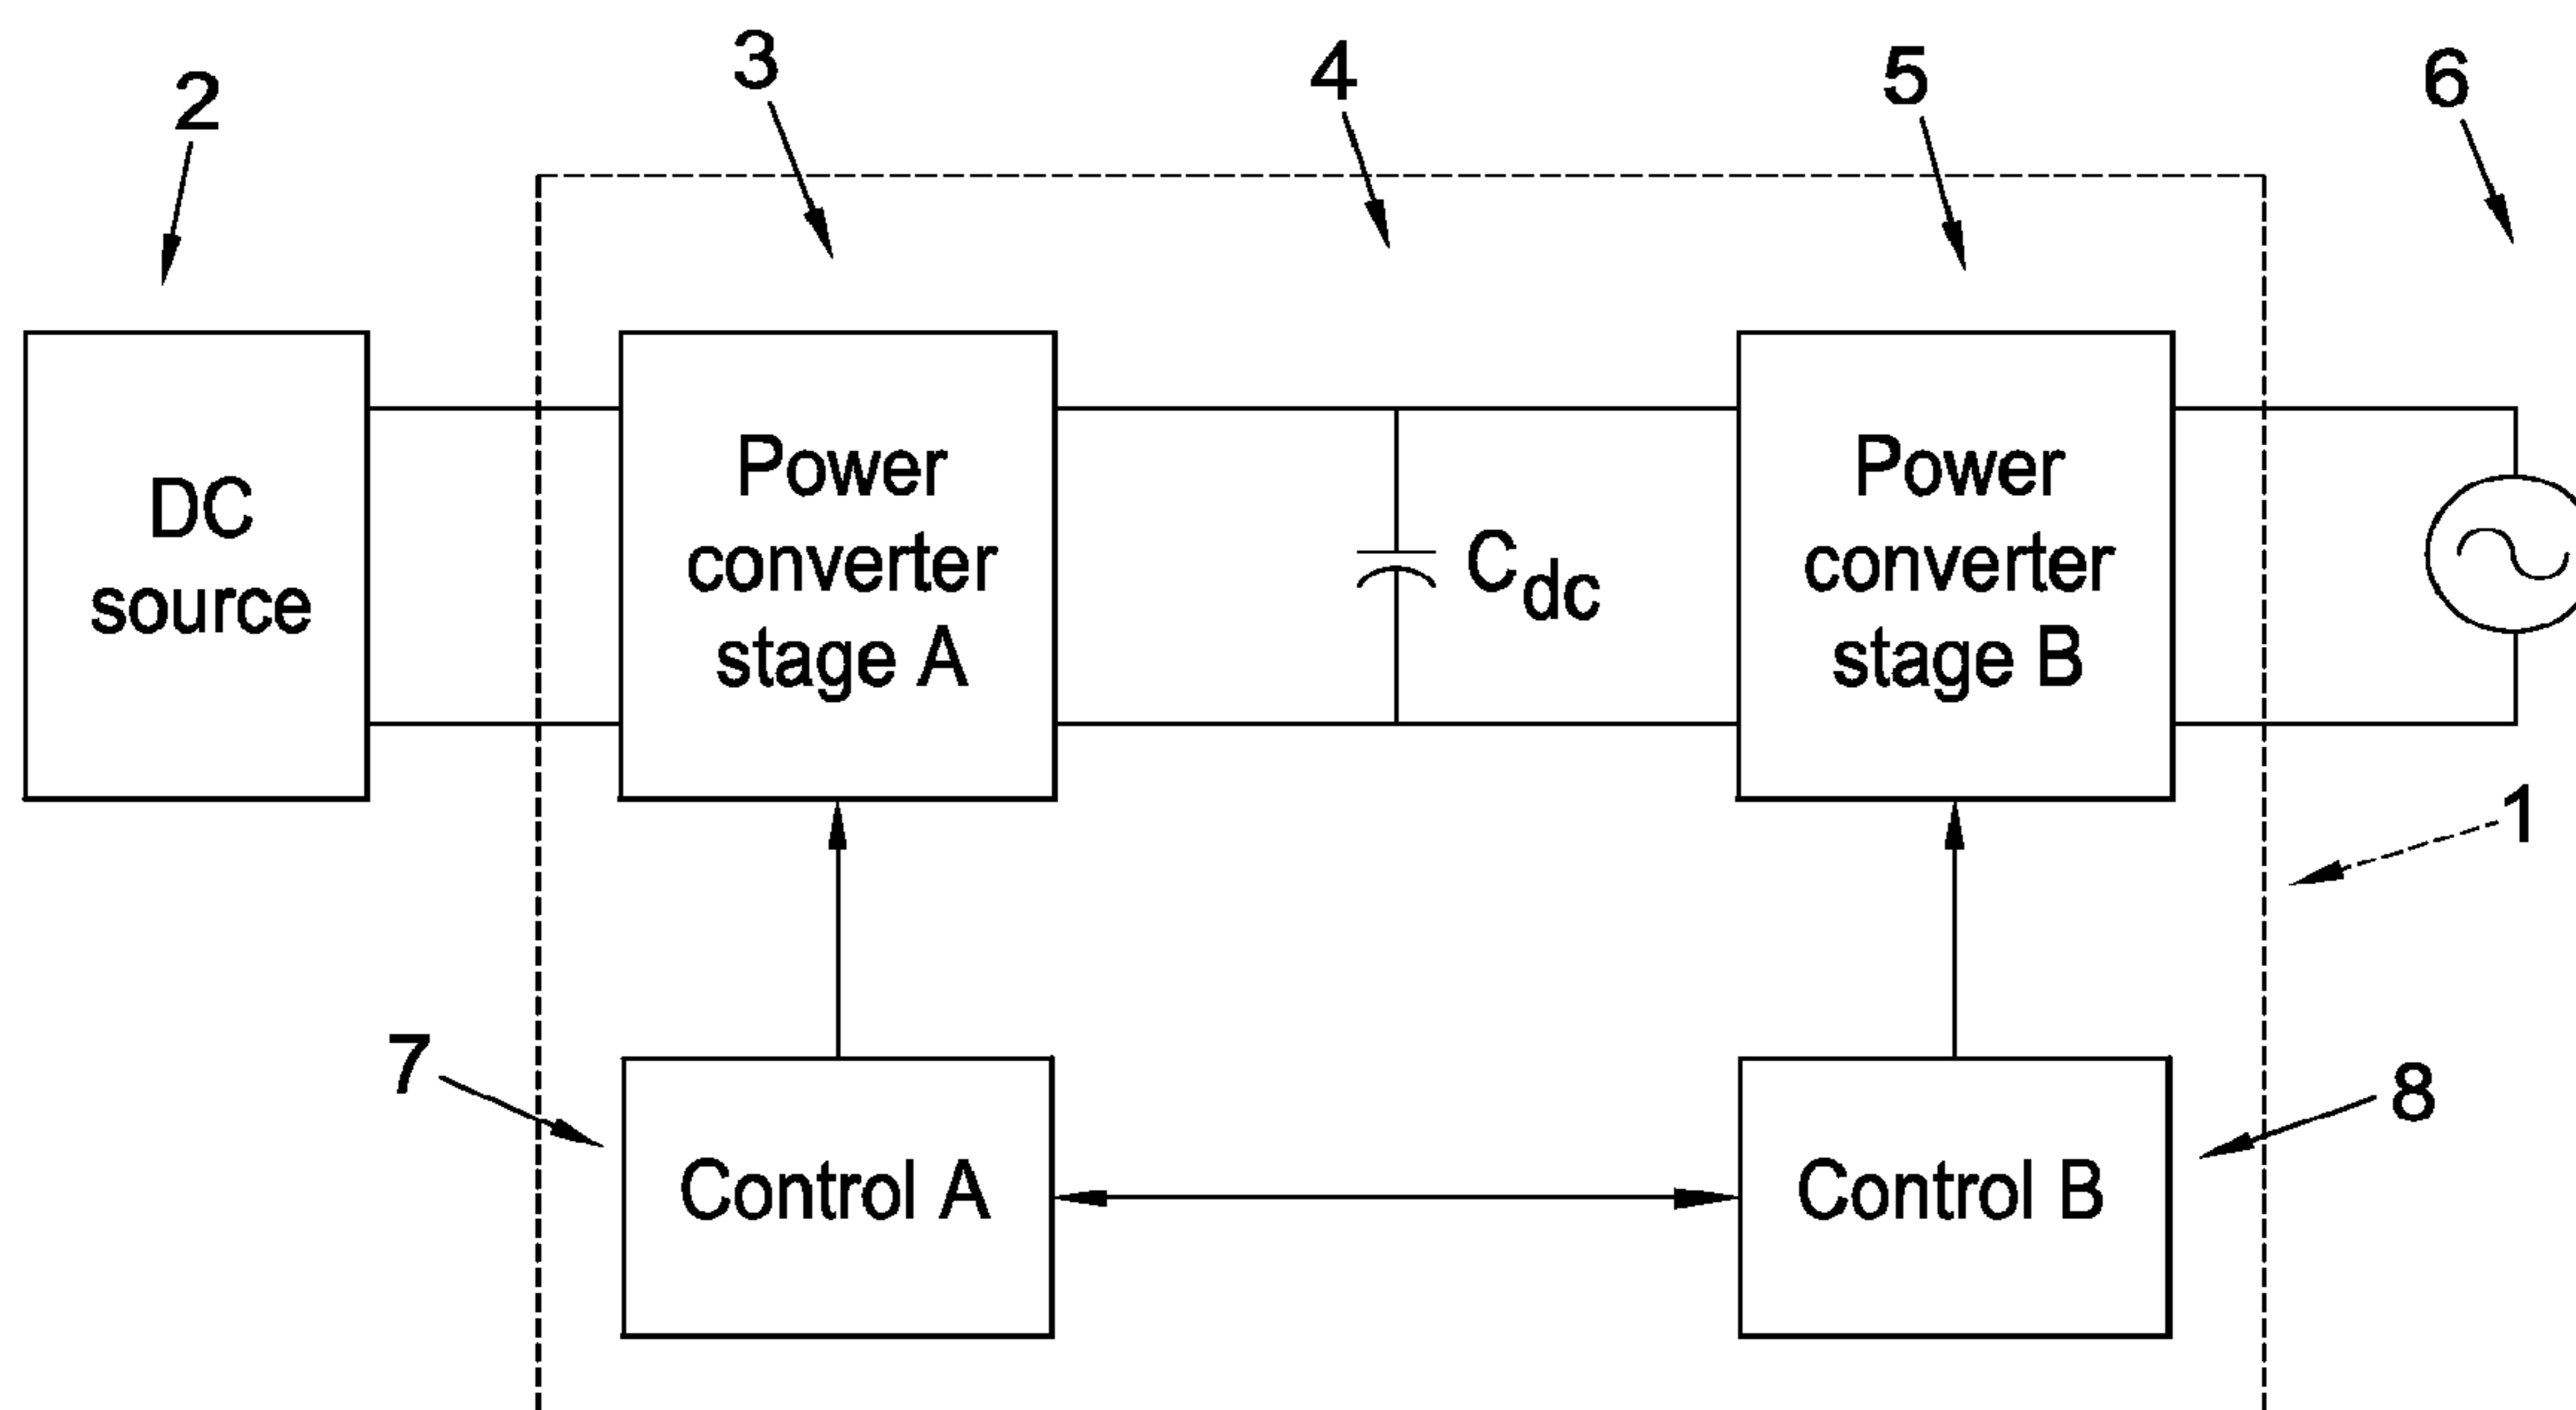 2
3
4
5
6
DC
source
Power
converter
stage A
Cdc
Power
converter
stage B
1
7
Control A
Control B
8